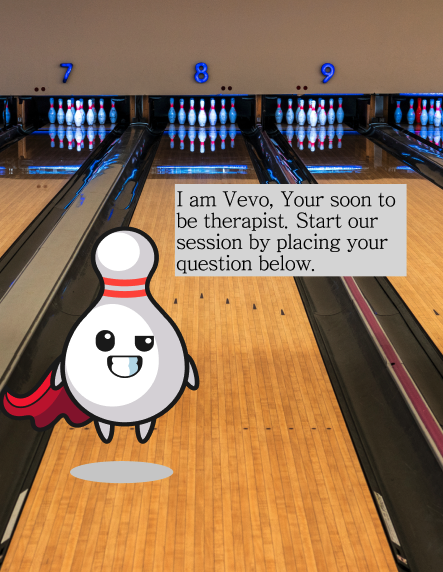 7 8 9
I am Vevo, Your soon to
be therapist. Start our
session by placing your
question below.